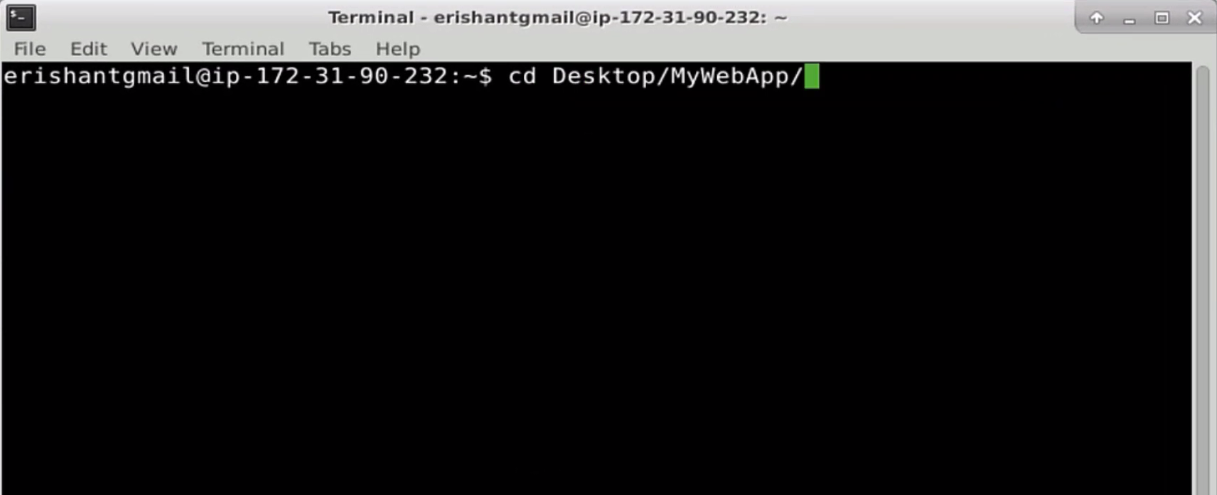 Terminal - erishantgmail@ip-172-31-90-232: ~
File Edit View Terminal Tabs Help
erishantgmail@ip-172-31-90-232:~$ cd Desktop/MyWebApp/